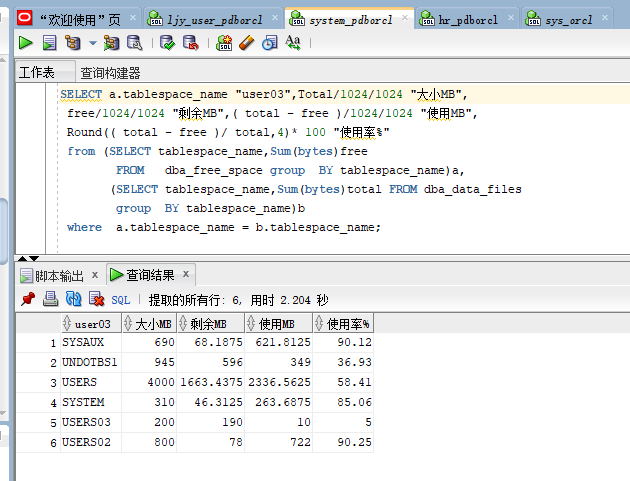 “欢迎使用”页 ljy_user_pdborcl system_pdborcl hr_pdborcl sys_orcl
工作表 查询构建器
SELECT a.tablespace_name "user03",Total/1024/1024 "大小MB",
free/1024/1024 "剩余MB",( total - free )/1024/1024 "使用MB",
Round(( total - free )/ total,4)* 100 "使用率%"
from (SELECT tablespace_name,Sum(bytes)free
FROM dba_free_space group BY tablespace_name)a,
(SELECT tablespace_name,Sum(bytes)total FROM dba_data_files
group BY tablespace_name)b
where a.tablespace_name = b.tablespace_name;
脚本输出 x 查询结果 x
SQL | 提取的所有行: 6, 用时 2.204 秒
user03 大小MB 剩余MB 使用MB 使用率%
1 SYSAUX 690 68.1875 621.8125 90.12
2 UNDOTBS1 945 596 349 36.93
3 USERS 4000 1663.4375 2336.5625 58.41
4 SYSTEM 310 46.3125 263.6875 85.06
5 USERS03 200 190 10 5
6 USERS02 800 78 722 90.25